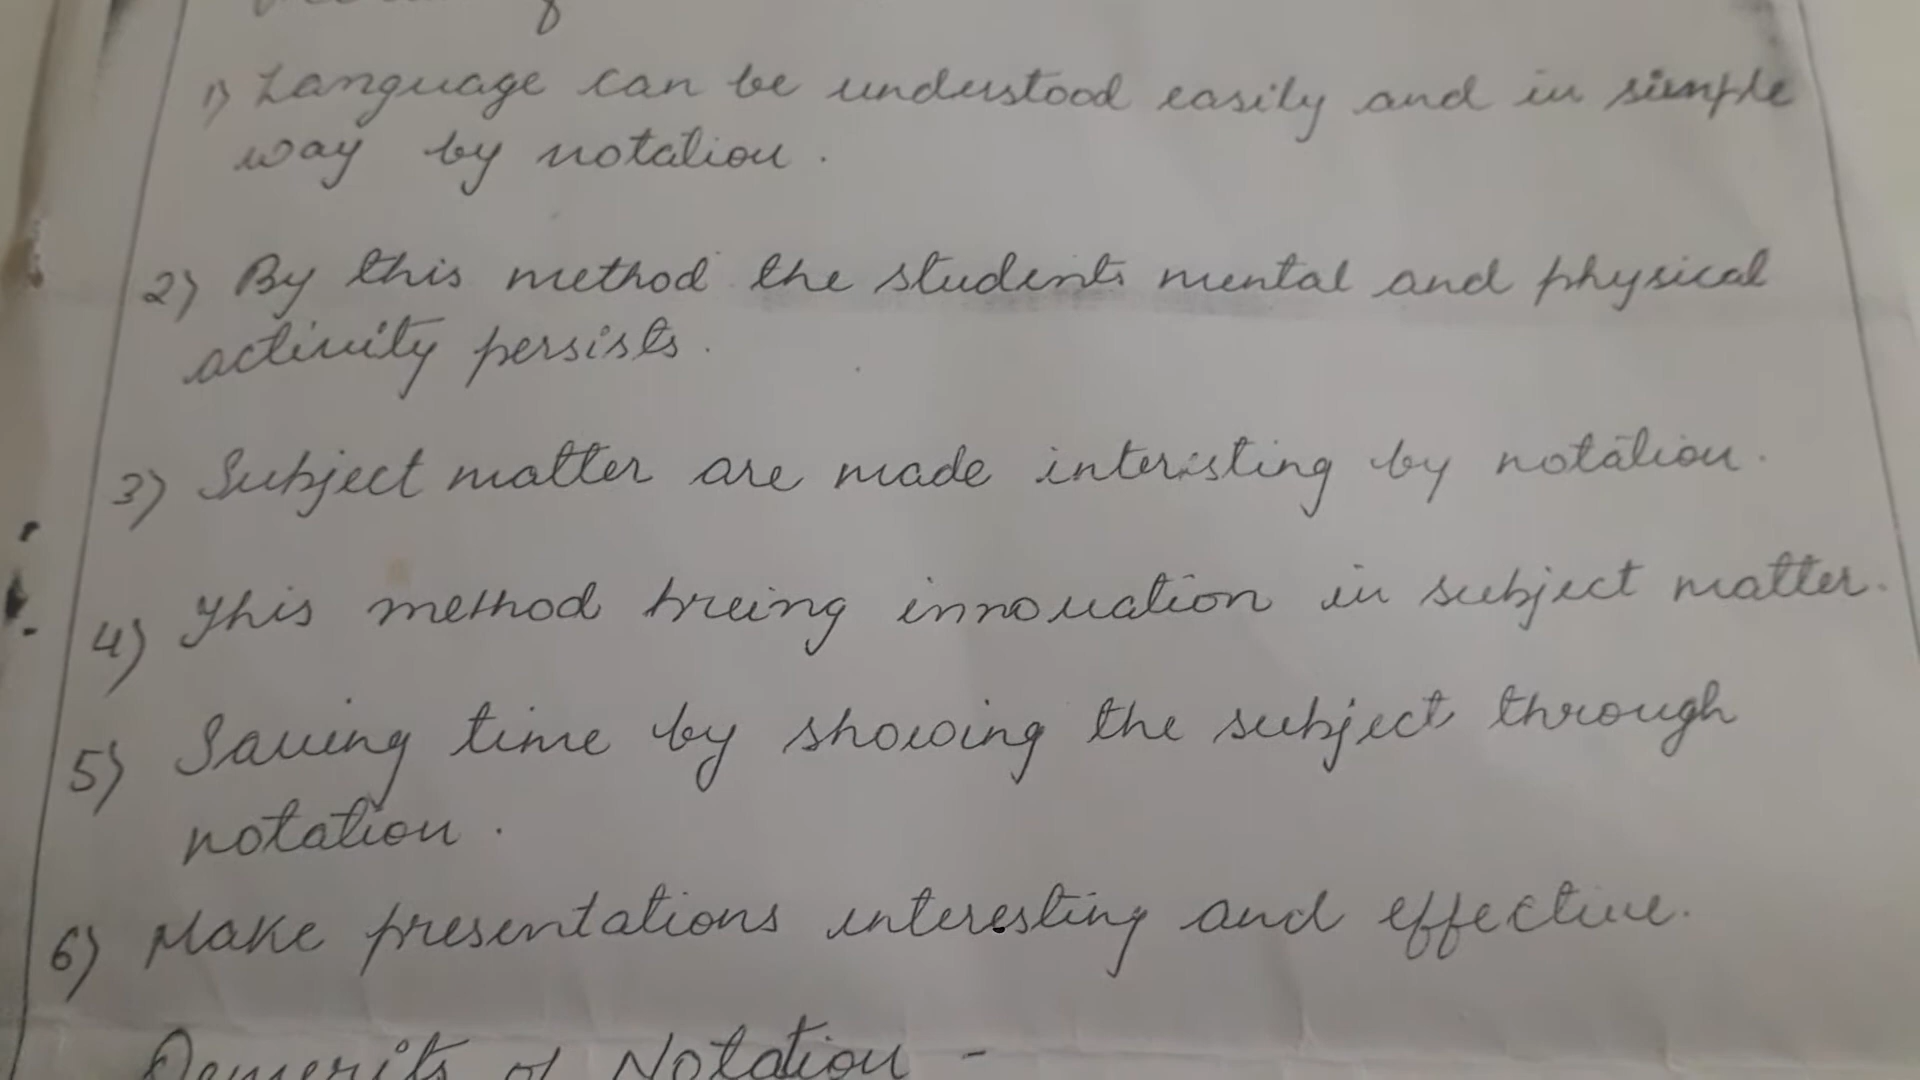 1) Language can be understood easily and in simple
way by notation.
2) By this method the students mental and physical
activity persists.
3) Subject matter are made interesting by notation.
4) This method breing innovation in subject matter.
5) Saving time by showing the subject through
notation.
6) Make presentations interesting and effective.
Demerits of Notation -